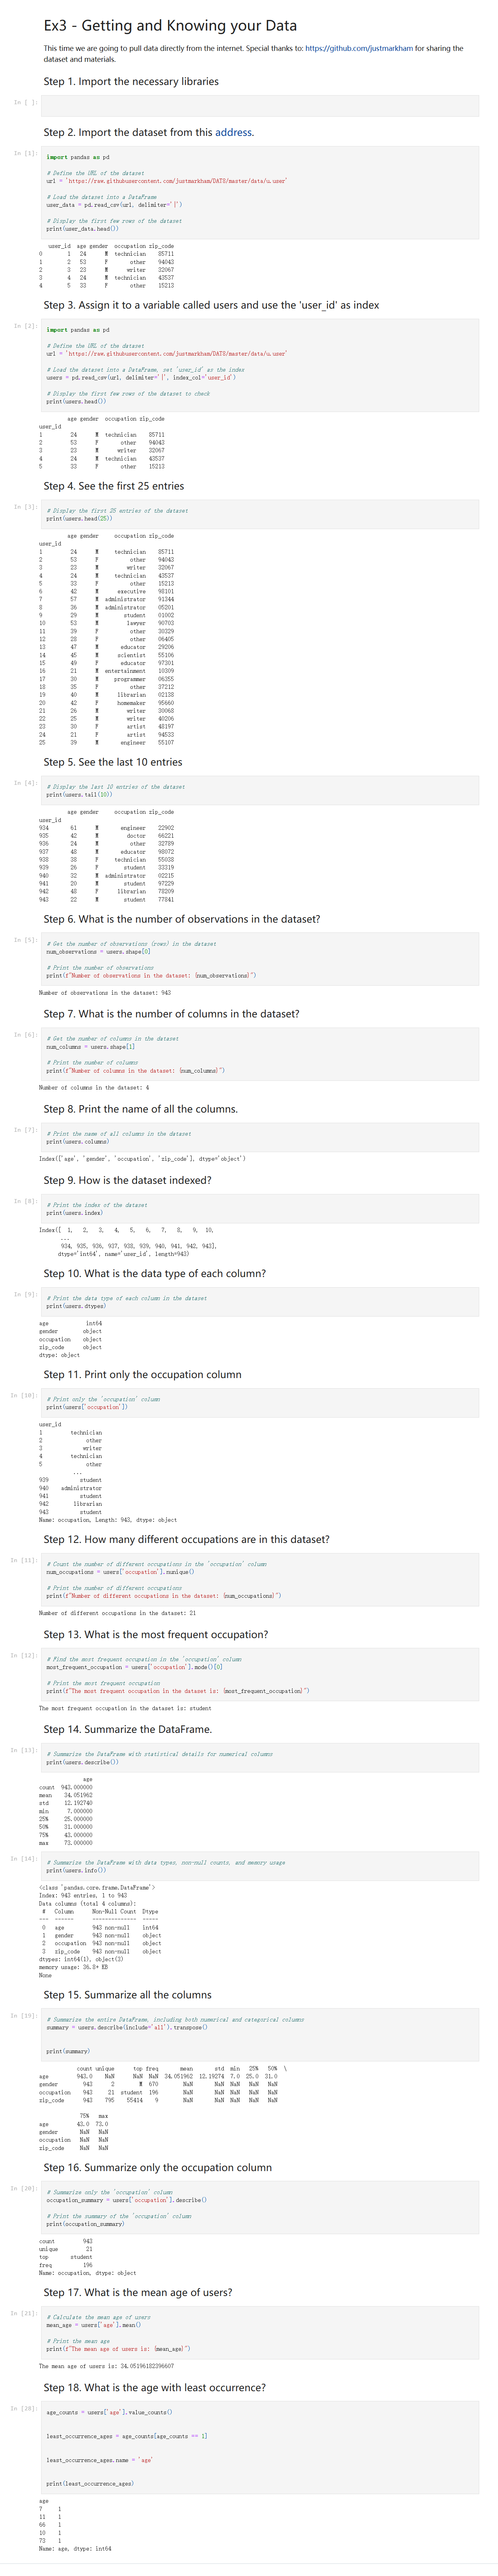 Ex3 - Getting and Knowing your Data
This time we are going to pull data directly from the internet. Special thanks to: https://github.com/justmarkham for sharing the
dataset and materials.
Step 1. Import the necessary libraries
In [ ]:
Step 2. Import the dataset from this address.
In [1]:
import pandas as pd
# Define the URL of the dataset
url = 'https://raw.githubusercontent.com/justmarkham/DAT8/master/data/u.user'
# Load the dataset into a DataFrame
user_data = pd.read_csv(url, delimiter='|')
# Display the first few rows of the dataset
print(user_data.head())
user_id age gender occupation zip_code
0 1 24 M technician 85711
1 2 53 F other 94043
2 3 23 M writer 32067
3 4 24 M technician 43537
4 5 33 F other 15213
Step 3. Assign it to a variable called users and use the 'user_id' as index
In [2]:
import pandas as pd
# Define the URL of the dataset
url = 'https://raw.githubusercontent.com/justmarkham/DAT8/master/data/u.user'
# Load the dataset into a DataFrame, set 'user_id' as the index
users = pd.read_csv(url, delimiter='|', index_col='user_id')
# Display the first few rows of the dataset to check
print(users.head())
age gender occupation zip_code
user_id
1 24 M technician 85711
2 53 F other 94043
3 23 M writer 32067
4 24 M technician 43537
5 33 F other 15213
Step 4. See the first 25 entries
In [3]:
# Display the first 25 entries of the dataset
print(users.head(25))
age gender occupation zip_code
user_id
1 24 M technician 85711
2 53 F other 94043
3 23 M writer 32067
4 24 M technician 43537
5 33 F other 15213
6 42 M executive 98101
7 57 M administrator 91344
8 36 M administrator 05201
9 29 M student 01002
10 53 M lawyer 90703
11 39 F other 30329
12 28 F other 06405
13 47 M educator 29206
14 45 M scientist 55106
15 49 F educator 97301
16 21 M entertainment 10309
17 30 M programmer 06355
18 35 F other 37212
19 40 M librarian 02138
20 42 F homemaker 95660
21 26 M writer 30068
22 25 M writer 40206
23 30 F artist 48197
24 21 F artist 94533
25 39 M engineer 55107
Step 5. See the last 10 entries
In [4]:
# Display the last 10 entries of the dataset
print(users.tail(10))
age gender occupation zip_code
user_id
934 61 M engineer 22902
935 42 M doctor 66221
936 24 M other 32789
937 48 M educator 98072
938 38 F technician 55038
939 26 F student 33319
940 32 M administrator 02215
941 20 M student 97229
942 48 F librarian 78209
943 22 M student 77841
Step 6. What is the number of observations in the dataset?
In [5]:
# Get the number of observations (rows) in the dataset
num_observations = users.shape[0]
# Print the number of observations
print(f"Number of observations in the dataset: {num_observations}")
Number of observations in the dataset: 943
Step 7. What is the number of columns in the dataset?
In [6]:
# Get the number of columns in the dataset
num_columns = users.shape[1]
# Print the number of columns
print(f"Number of columns in the dataset: {num_columns}")
Number of columns in the dataset: 4
Step 8. Print the name of all the columns.
In [7]:
# Print the name of all columns in the dataset
print(users.columns)
Index(['age', 'gender', 'occupation', 'zip_code'], dtype='object')
Step 9. How is the dataset indexed?
In [8]:
# Print the index of the dataset
print(users.index)
Index([ 1, 2, 3, 4, 5, 6, 7, 8, 9, 10,
...
934, 935, 936, 937, 938, 939, 940, 941, 942, 943],
dtype='int64', name='user_id', length=943)
Step 10. What is the data type of each column?
In [9]:
# Print the data type of each column in the dataset
print(users.dtypes)
age int64
gender object
occupation object
zip_code object
dtype: object
Step 11. Print only the occupation column
In [10]:
# Print only the 'occupation' column
print(users['occupation'])
user_id
1 technician
2 other
3 writer
4 technician
5 other
...
939 student
940 administrator
941 student
942 librarian
943 student
Name: occupation, Length: 943, dtype: object
Step 12. How many different occupations are in this dataset?
In [11]:
# Count the number of different occupations in the 'occupation' column
num_occupations = users['occupation'].nunique()
# Print the number of different occupations
print(f"Number of different occupations in the dataset: {num_occupations}")
Number of different occupations in the dataset: 21
Step 13. What is the most frequent occupation?
In [12]:
# Find the most frequent occupation in the 'occupation' column
most_frequent_occupation = users['occupation'].mode()[0]
# Print the most frequent occupation
print(f"The most frequent occupation in the dataset is: {most_frequent_occupation}")
The most frequent occupation in the dataset is: student
Step 14. Summarize the DataFrame.
In [13]:
# Summarize the DataFrame with statistical details for numerical columns
print(users.describe())
age
count 943.000000
mean 34.051962
std 12.192740
min 7.000000
25% 25.000000
50% 31.000000
75% 43.000000
max 73.000000
In [18]:
# Summarize the DataFrame with data types, non-null counts, and memory usage
print(users.info())
<class 'pandas.core.frame.DataFrame'>
Index: 943 entries, 1 to 943
Data columns (total 4 columns):
# Column Non-Null Count Dtype
--- ------ -------------- -----
0 age 943 non-null int64
1 gender 943 non-null object
2 occupation 943 non-null object
3 zip_code 943 non-null object
dtypes: int64(1), object(3)
memory usage: 36.8+ KB
None
Step 15. Summarize all the columns
In [19]:
# Summarize the entire DataFrame, including both numerical and categorical columns
summary = users.describe(include='all').transpose()
print(summary)
count unique top freq mean std min 25% 50% \
age 943.0 NaN NaN NaN 34.051962 12.19274 7.0 25.0 31.0
gender 943 2 M 670 NaN NaN NaN NaN NaN
occupation 943 21 student 196 NaN NaN NaN NaN NaN
zip_code 943 795 55414 9 NaN NaN NaN NaN NaN
75% max
age 43.0 73.0
gender NaN NaN
occupation NaN NaN
zip_code NaN NaN
Step 16. Summarize only the occupation column
In [20]:
# Summarize only the 'occupation' column
occupation_summary = users['occupation'].describe()
# Print the summary of the 'occupation' column
print(occupation_summary)
count 943
unique 21
top student
freq 196
Name: occupation, dtype: object
Step 17. What is the mean age of users?
In [21]:
# Calculate the mean age of users
mean_age = users['age'].mean()
# Print the mean age
print(f"The mean age of users is: {mean_age}")
The mean age of users is: 34.05196182396607
Step 18. What is the age with least occurrence?
In [28]:
age_counts = users['age'].value_counts()
least_occurrence_ages = age_counts[age_counts == 1]
least_occurrence_ages.name = 'age'
print(least_occurrence_ages)
age
7 1
11 1
66 1
10 1
73 1
Name: age, dtype: int64